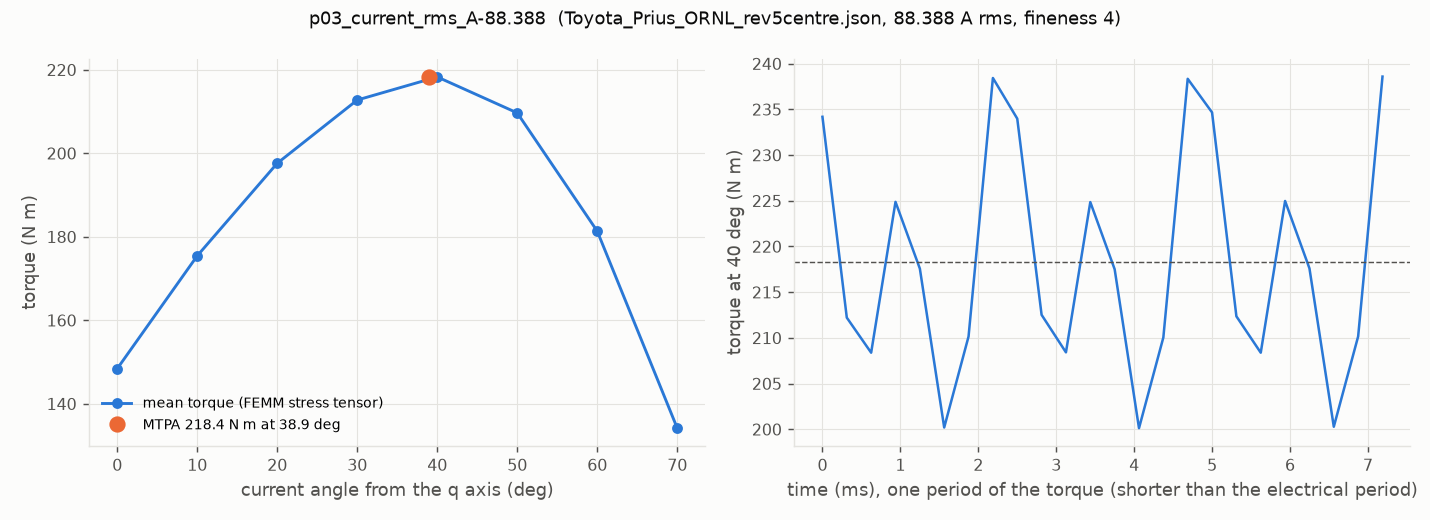 p03_current_rms_A-88.388  (Toyota_Prius_ORNL_rev5centre.json, 88.388 A rms, fineness 4)
torque (N m)
220
200
180
160
140
mean torque (FEMM stress tensor)
MTPA 218.4 N m at 38.9 deg
0 10 20 30 40 50 60 70
current angle from the q axis (deg)
torque at 40 deg (N m)
240
235
230
225
220
215
210
205
200
0 1 2 3 4 5 6 7
time (ms), one period of the torque (shorter than the electrical period)